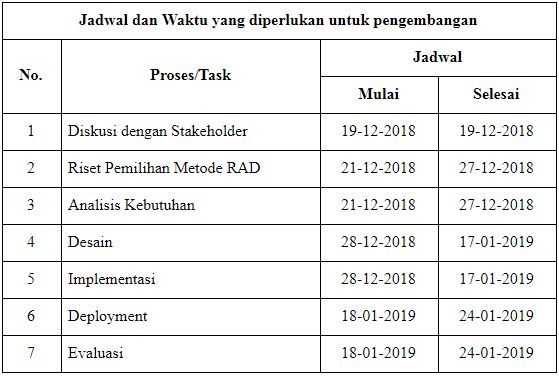 Jadwal dan Waktu yang diperlukan untuk pengembangan
No. Proses/Task Jadwal
Mulai Selesai
1 Diskusi dengan Stakeholder 19-12-2018 19-12-2018
2 Riset Pemilihan Metode RAD 21-12-2018 27-12-2018
3 Analisis Kebutuhan 21-12-2018 27-12-2018
4 Desain 28-12-2018 17-01-2019
5 Implementasi 28-12-2018 17-01-2019
6 Deployment 18-01-2019 24-01-2019
7 Evaluasi 18-01-2019 24-01-2019